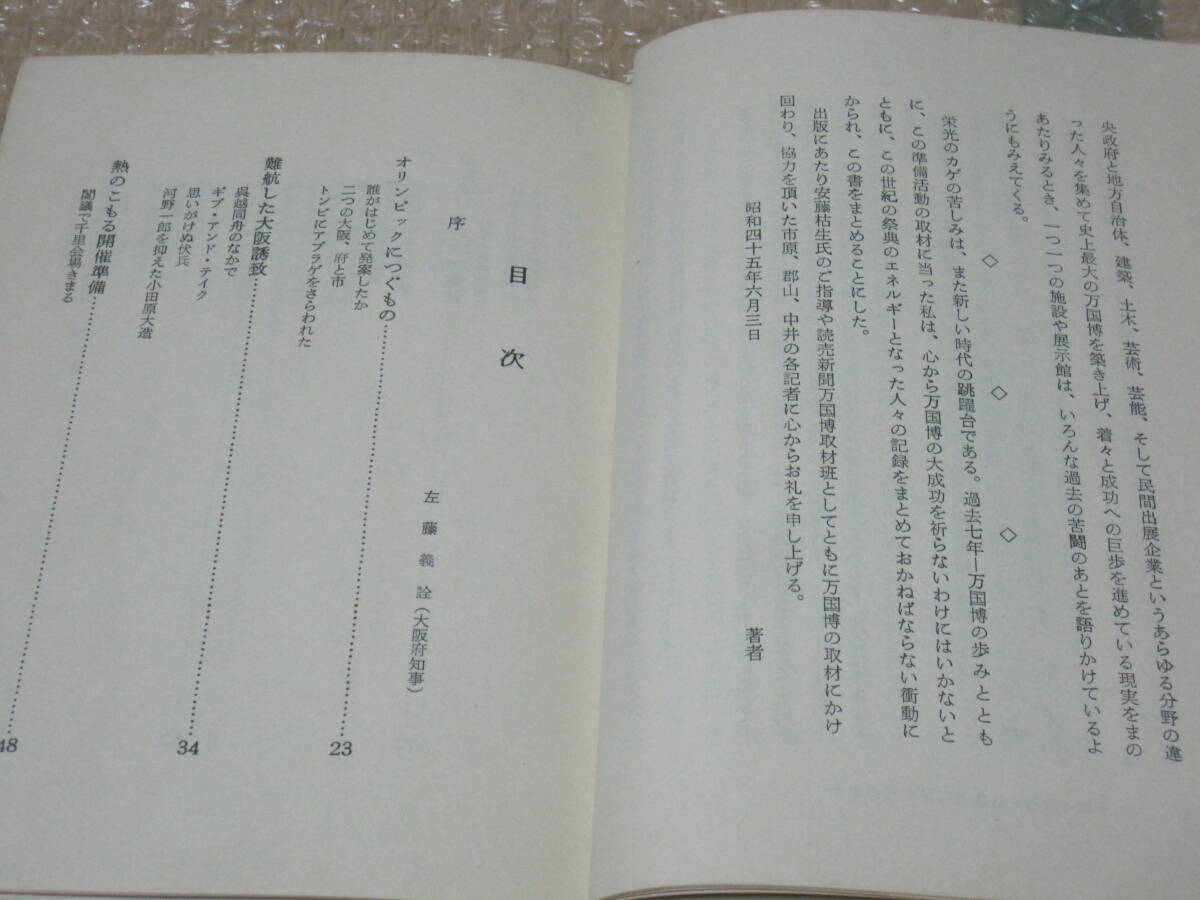 央政府と地方自治体、建築、土木、芸術、芸能、そして民間出展企業というあらゆる分野の違
った人々を集めて史上最大の万国博を築き上げ、着々と成功への巨歩を進めている現実をまの
あたりみるとき、一つ一つの施設や展示館は、いろんな過去の苦闘のあとを語りかけているよ
うにもみえてくる。
◇　◇　◇
栄光のカゲの苦しみは、また新しい時代の跳躍台である。過去七年―万国博の歩みととも
に、この準備活動の取材に当った私は、心から万国博の大成功を祈らないわけにはいかないと
ともに、この世紀の祭典のエネルギーとなった人々の記録をまとめておかねばならない衝動に
かられ、この書をまとめることにした。
出版にあたり安藤枯生氏のご指導や読売新聞万国博取材班としてともに万国博の取材にかけ
回わり、協力を頂いた市原、郡山、中井の各記者に心からお礼を申し上げる。
昭和四十五年六月三日
著者
目次
序
左藤義詮（大阪府知事）
オリンピックにつぐもの……………23
誰がはじめて発案したか
二つの大阪、府と市
トンビにアブラゲをさらわれた
難航した大阪誘致……………34
呉越同舟のなかで
ギブ・アンド・テイク
思いがけぬ伏兵
河野一郎を抑えた小田原大造
熱のこもる開催準備……………48
閣議で千里会場きまる